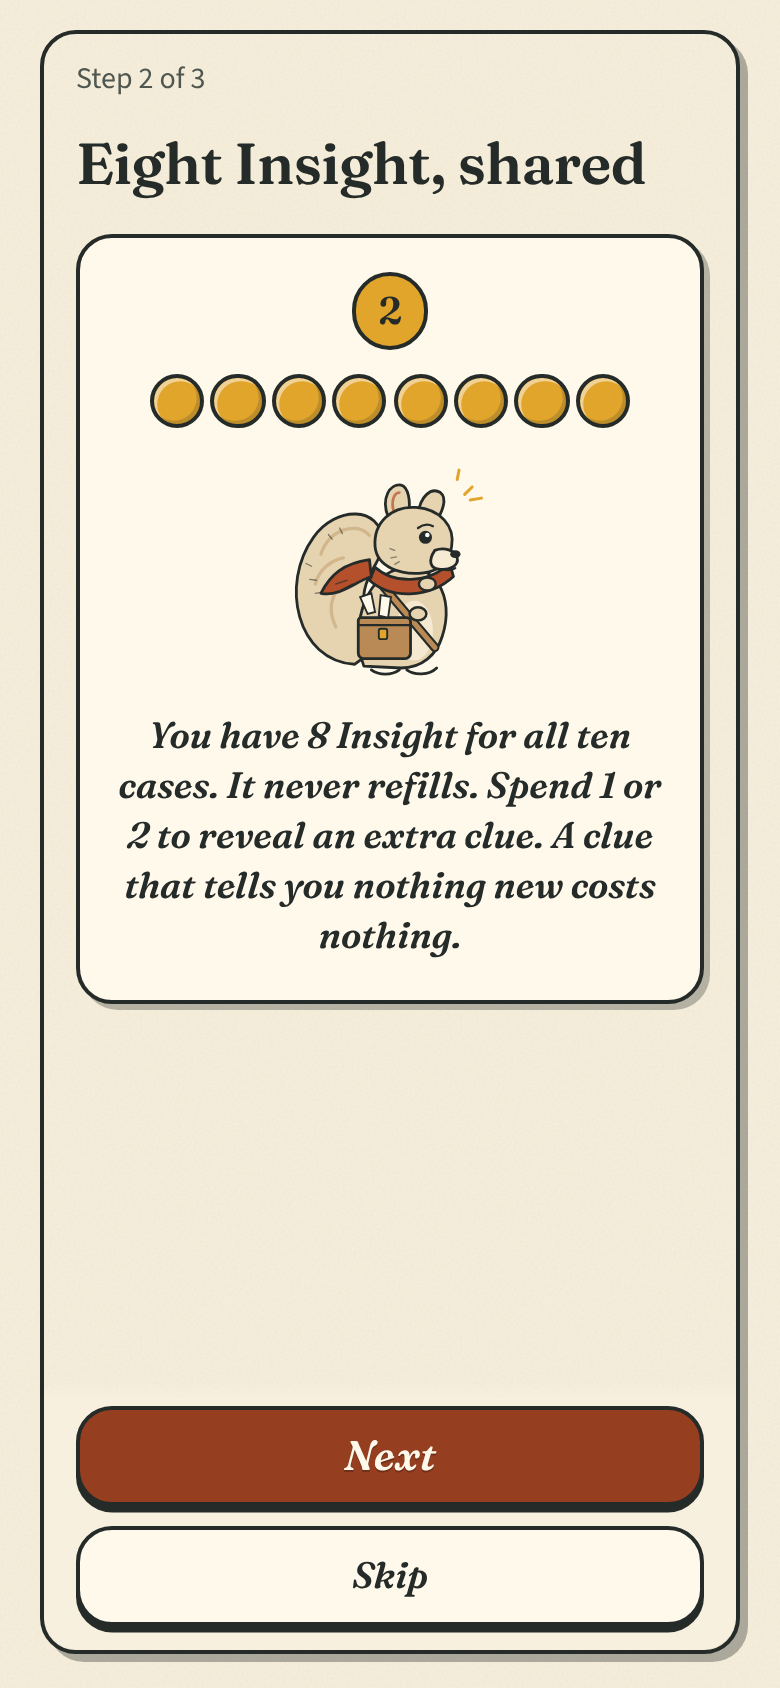 Step 2 of 3
Eight Insight, shared
2
You have 8 Insight for all ten
cases. It never refills. Spend 1 or
2 to reveal an extra clue. A clue
that tells you nothing new costs
nothing.
Next
Skip